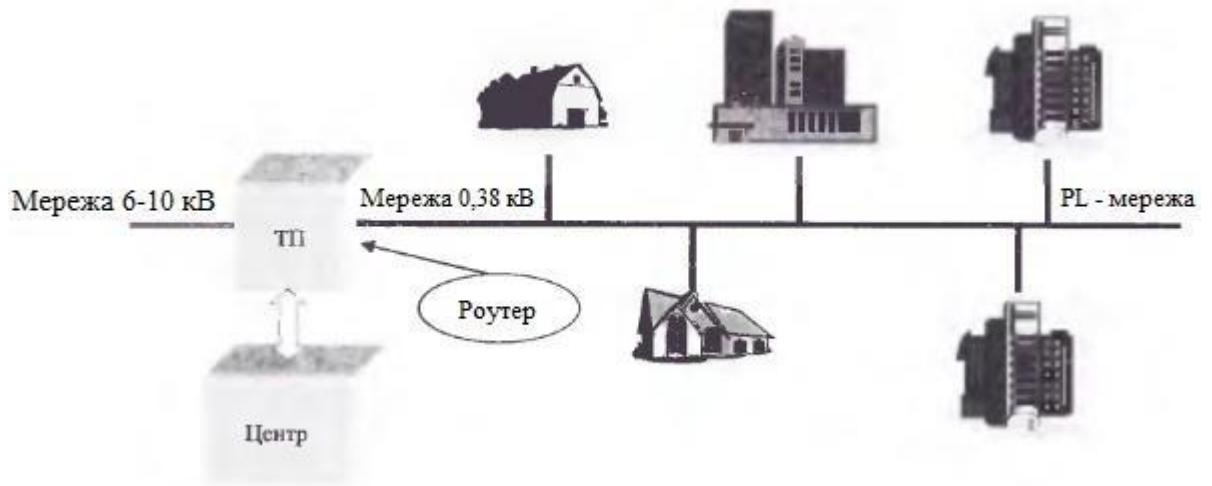 Мережа 6-10 кВ
Мережа 0,38 кВ
PL - мережа
ТП
Роутер
Центр